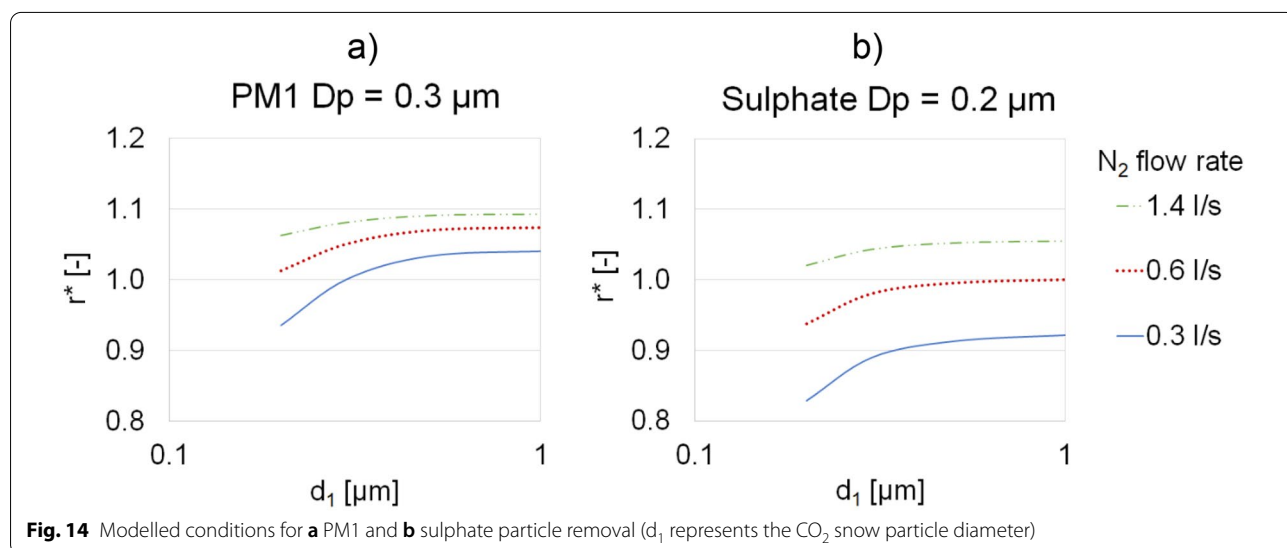 a)
PM1 Dp = 0.3 µm
1.2
1.1
1.0
0.9
0.8
r* [-]
0.1
1
d₁ [µm]
b)
Sulphate Dp = 0.2 µm
1.2
1.1
1.0
0.9
0.8
r* [-]
0.1
1
d₁ [µm]
N₂ flow rate
1.4 l/s
0.6 l/s
0.3 l/s
Fig. 14 Modelled conditions for a PM1 and b sulphate particle removal (d₁ represents the CO₂ snow particle diameter)